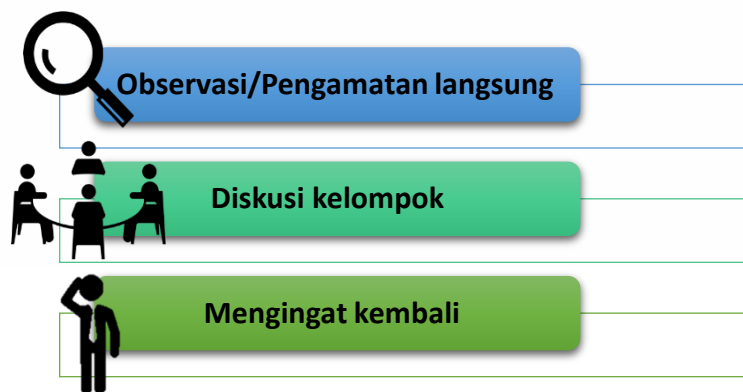 Observasi/Pengamatan langsung
Diskusi kelompok
Mengingat kembali